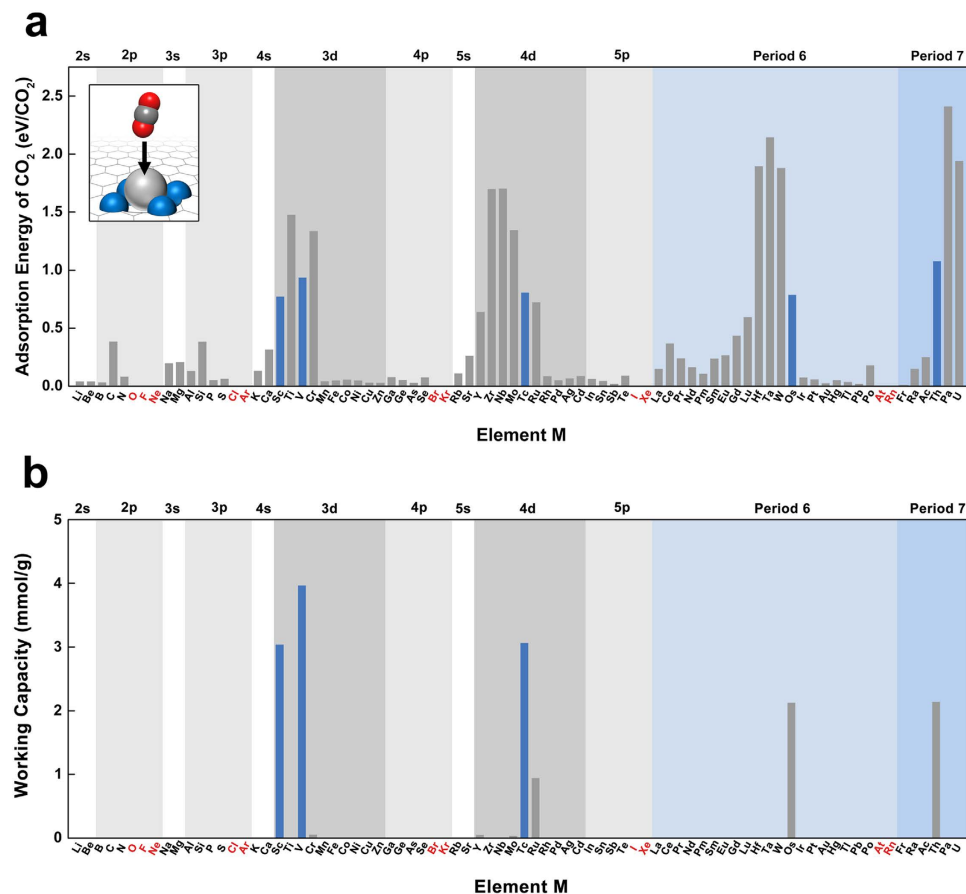 a
2s 2p 3s 3p 4s 3d 4p 5s 4d 5p Period 6 Period 7
Adsorption Energy of CO₂ (eV/CO₂)
2.5
2.0
1.5
1.0
0.5
0.0
Li Be B C N O F Ne Na Mg Al Si P S Cl Ar K Ca Sc Ti V Cr Mn Fe Co Ni Cu Zn Ga Ge As Se Br Kr Rb Sr Y Zr Nb Mo Tc Ru Rh Pd Ag Cd In Sn Sb Te I Xe La Ce Pr Nd Pm Sm Eu Gd Lu Hf Ta W Os Ir Pt Au Hg Tl Pb Po At Rn Fr Ra Ac Th Pa U
Element M
b
2s 2p 3s 3p 4s 3d 4p 5s 4d 5p Period 6 Period 7
Working Capacity (mmol/g)
5
4
3
2
1
0
Li Be B C N O F Ne Na Mg Al Si P S Cl Ar K Ca Sc Ti V Cr Mn Fe Co Ni Cu Zn Ga Ge As Se Br Kr Rb Sr Y Zr Nb Mo Tc Ru Rh Pd Ag Cd In Sn Sb Te I Xe La Ce Pr Nd Pm Sm Eu Gd Lu Hf Ta W Os Ir Pt Au Hg Tl Pb Po At Rn Fr Ra Ac Th Pa U
Element M